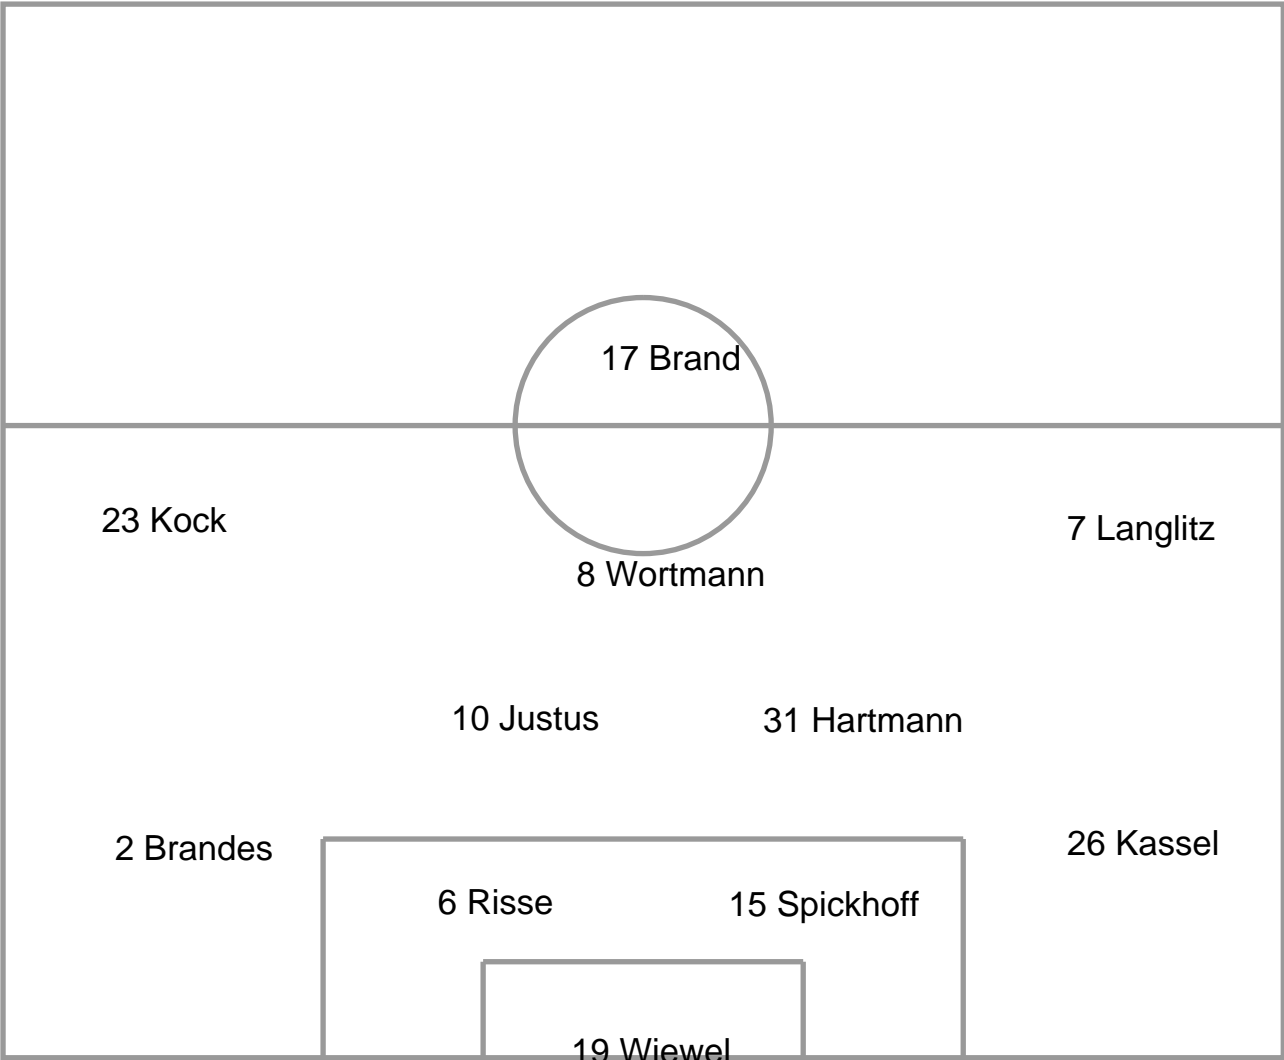 17 Brand
23 Kock
7 Langlitz
8 Wortmann
10 Justus
31 Hartmann
2 Brandes
26 Kassel
6 Risse
15 Spickhoff
19 Wiewel